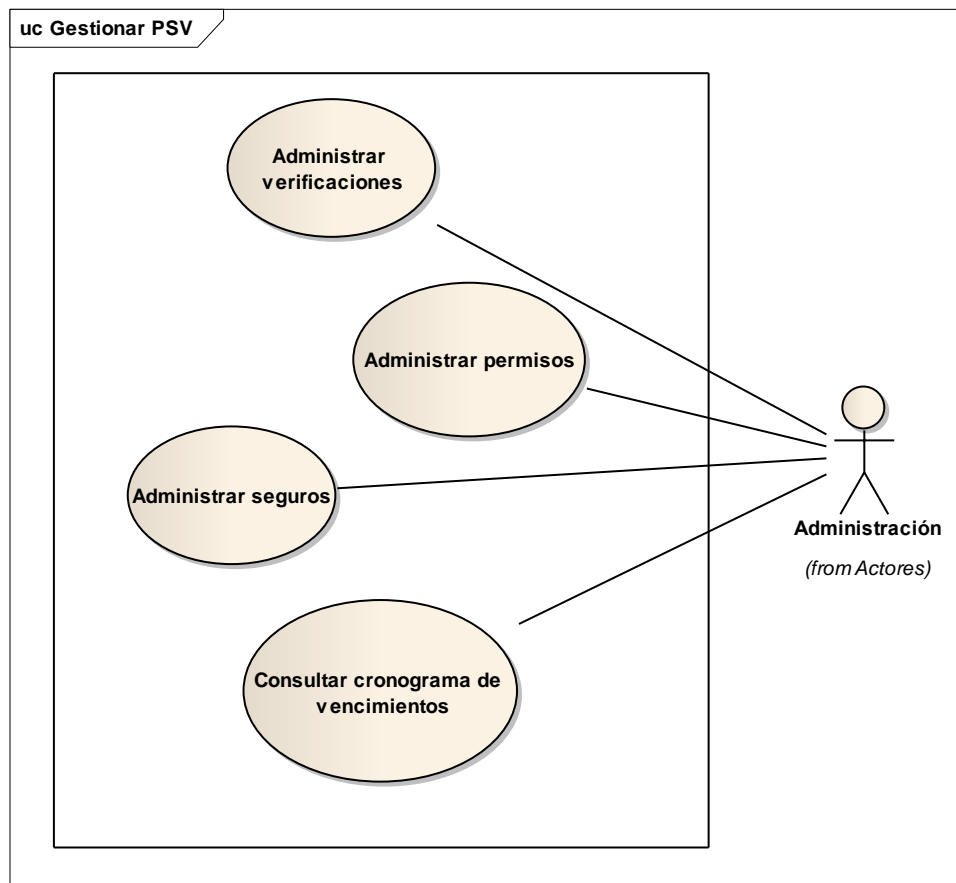 uc Gestionar PSV
Administrar
verificaciones
Administrar permisos
Administrar seguros
Administración
(from Actores)
Consultar cronograma de
vencimientos